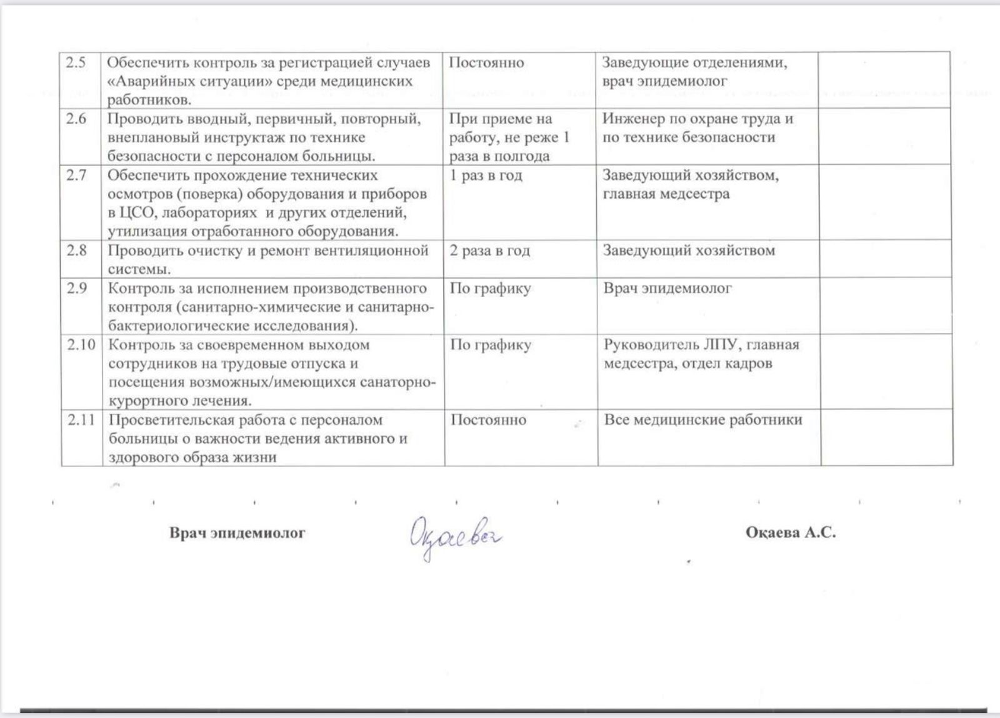 2.5 Обеспечить контроль за регистрацией случаев Постоянно Заведующие отделениями,
«Аварийных ситуации» среди медицинских врач эпидемиолог
работников.
2.6 Проводить вводный, первичный, повторный, При приеме на Инженер по охране труда и
внеплановый инструктаж по технике работу, не реже 1 по технике безопасности
безопасности с персоналом больницы. раза в полгода
2.7 Обеспечить прохождение технических 1 раз в год Заведующий хозяйством,
осмотров (поверка) оборудования и приборов главная медсестра
в ЦСО, лабораториях и других отделений,
утилизация отработанного оборудования.
2.8 Проводить очистку и ремонт вентиляционной 2 раза в год Заведующий хозяйством
системы.
2.9 Контроль за исполнением производственного По графику Врач эпидемиолог
контроля (санитарно-химические и санитарно-
бактериологические исследования).
2.10 Контроль за своевременном выходом По графику Руководитель ЛПУ, главная
сотрудников на трудовые отпуска и медсестра, отдел кадров
посещения возможных/имеющихся санаторно-
курортного лечения.
2.11 Просветительская работа с персоналом Постоянно Все медицинские работники
больницы о важности ведения активного и
здорового образа жизни
Врач эпидемиолог Оқаева Оқаева А.С.